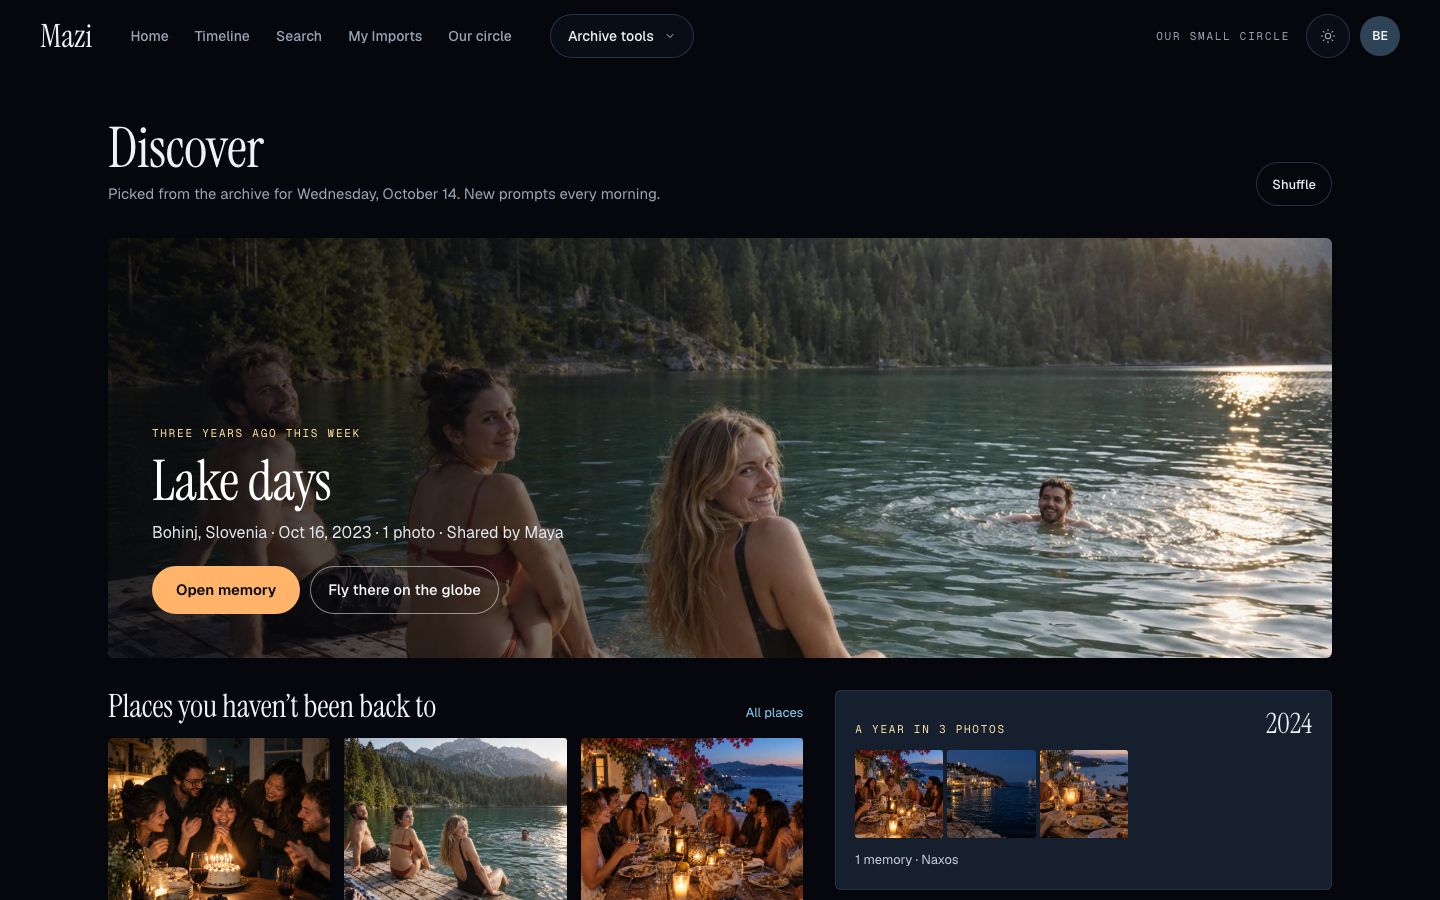 Mazi
Home
Timeline
Search
My Imports
Our circle
Archive tools
OUR SMALL CIRCLE
BE
Discover
Picked from the archive for Wednesday, October 14. New prompts every morning.
Shuffle
THREE YEARS AGO THIS WEEK
Lake days
Bohinj, Slovenia · Oct 16, 2023 · 1 photo · Shared by Maya
Open memory
Fly there on the globe
Places you haven’t been back to
All places
A YEAR IN 3 PHOTOS
2024
1 memory · Naxos